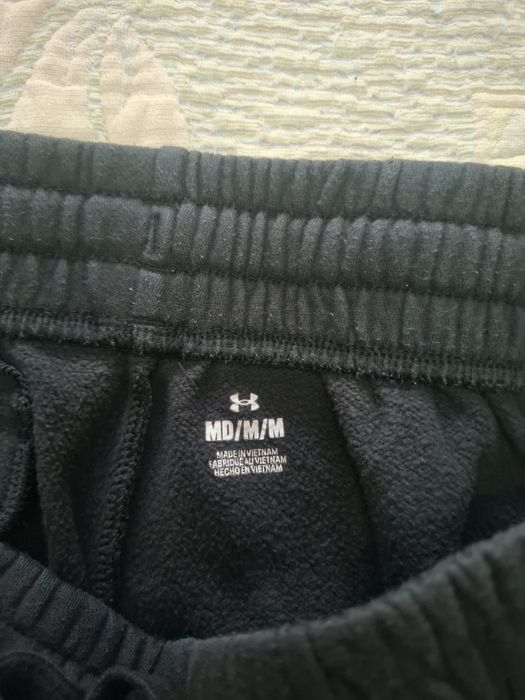 MD/M/M
MADE IN VIETNAM
FABRIQUÉ AU VIETNAM
HECHO EN VIETNAM